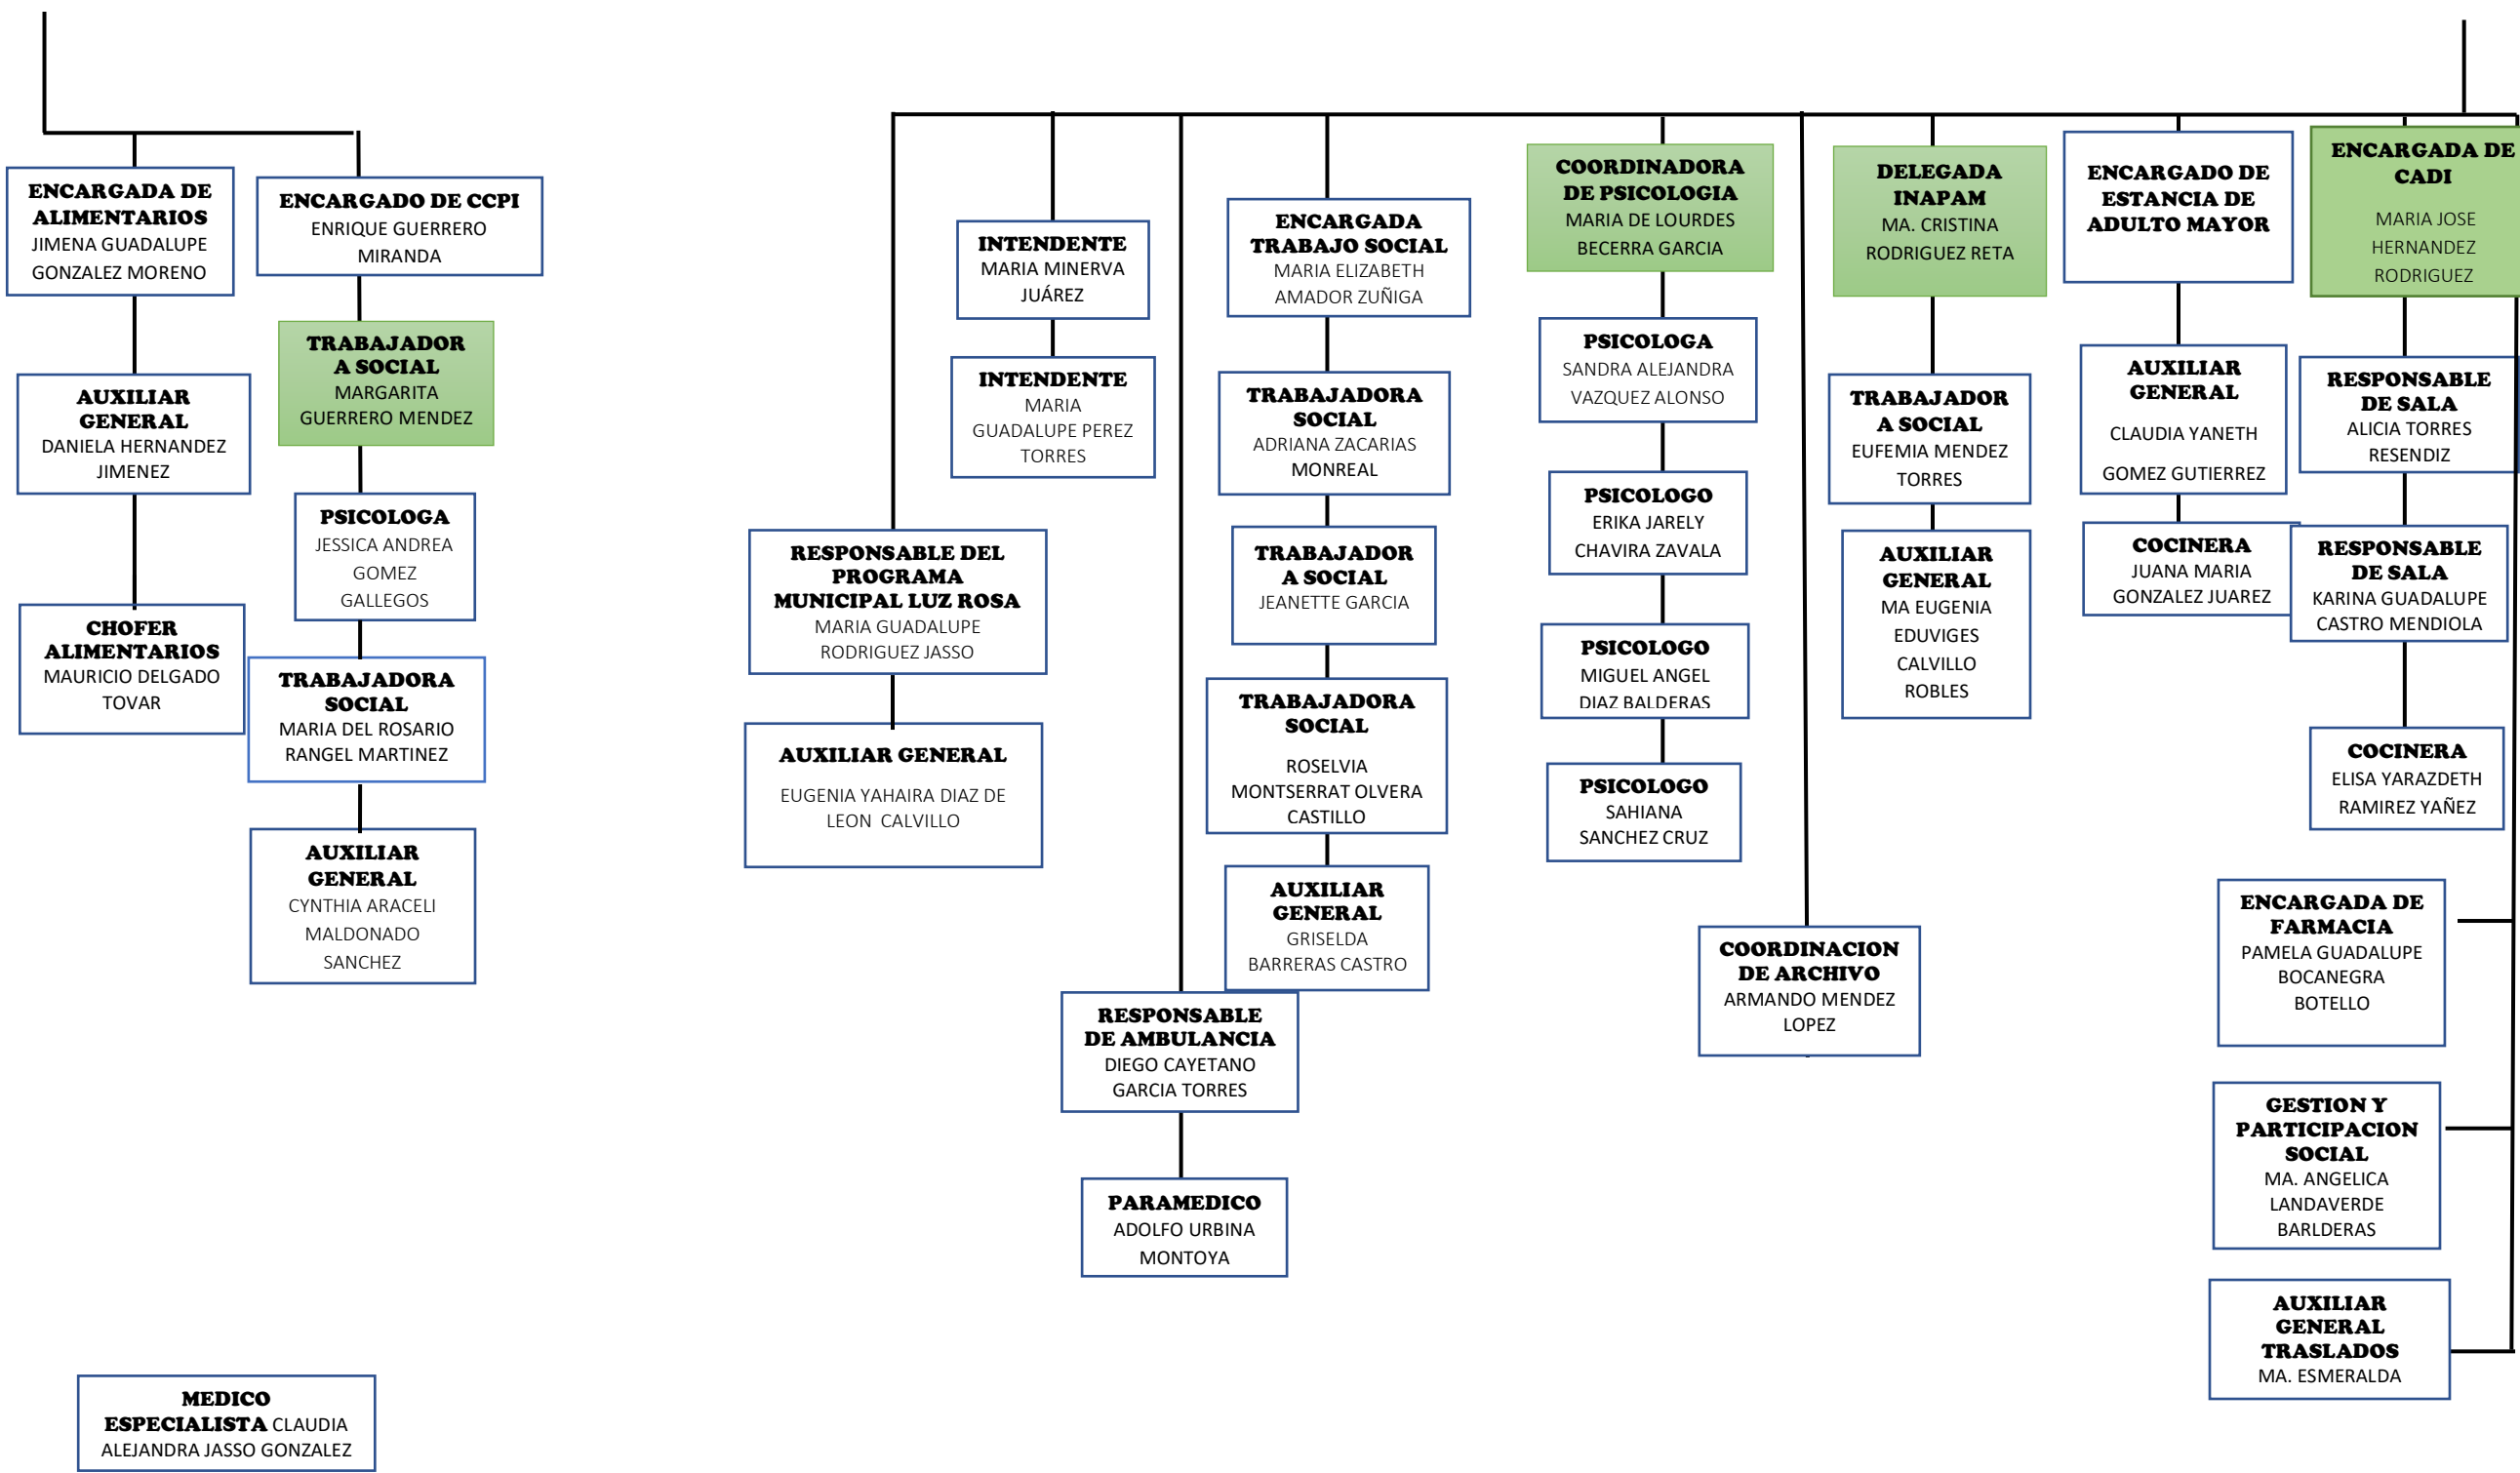 ENCARGADA DE
ALIMENTARIOS
JIMENA GUADALUPE
GONZALEZ MORENO
AUXILIAR
GENERAL
DANIELA HERNANDEZ
JIMENEZ
CHOFER
ALIMENTARIOS
MAURICIO DELGADO
TOVAR
ENCARGADO DE CCPI
ENRIQUE GUERRERO
MIRANDA
TRABAJADOR
A SOCIAL
MARGARITA
GUERRERO MENDEZ
PSICOLOGA
JESSICA ANDREA
GOMEZ
GALLEGOS
TRABAJADORA
SOCIAL
MARIA DEL ROSARIO
RANGEL MARTINEZ
AUXILIAR
GENERAL
CYNTHIA ARACELI
MALDONADO
SANCHEZ
MEDICO
ESPECIALISTA CLAUDIA
ALEJANDRA JASSO GONZALEZ
RESPONSABLE DEL
PROGRAMA
MUNICIPAL LUZ ROSA
MARIA GUADALUPE
RODRIGUEZ JASSO
AUXILIAR GENERAL
EUGENIA YAHAIRA DIAZ DE
LEON CALVILLO
INTENDENTE
MARIA MINERVA
JUÁREZ
INTENDENTE
MARIA
GUADALUPE PEREZ
TORRES
RESPONSABLE
DE AMBULANCIA
DIEGO CAYETANO
GARCIA TORRES
PARAMEDICO
ADOLFO URBINA
MONTOYA
ENCARGADA
TRABAJO SOCIAL
MARIA ELIZABETH
AMADOR ZUÑIGA
TRABAJADORA
SOCIAL
ADRIANA ZACARIAS
MONREAL
TRABAJADOR
A SOCIAL
JEANETTE GARCIA
TRABAJADORA
SOCIAL
ROSELVIA
MONTSERRAT OLVERA
CASTILLO
AUXILIAR
GENERAL
GRISELDA
BARRERAS CASTRO
COORDINADORA
DE PSICOLOGIA
MARIA DE LOURDES
BECERRA GARCIA
PSICOLOGA
SANDRA ALEJANDRA
VAZQUEZ ALONSO
PSICOLOGO
ERIKA JARELY
CHAVIRA ZAVALA
PSICOLOGO
MIGUEL ANGEL
DIAZ BALDERAS
PSICOLOGO
SAHIANA
SANCHEZ CRUZ
COORDINACION
DE ARCHIVO
ARMANDO MENDEZ
LOPEZ
DELEGADA
INAPAM
MA. CRISTINA
RODRIGUEZ RETA
TRABAJADOR
A SOCIAL
EUFEMIA MENDEZ
TORRES
AUXILIAR
GENERAL
MA EUGENIA
EDUVIGES
CALVILLO
ROBLES
ENCARGADO DE
ESTANCIA DE
ADULTO MAYOR
AUXILIAR
GENERAL
CLAUDIA YANETH
GOMEZ GUTIERREZ
COCINERA
JUANA MARIA
GONZALEZ JUAREZ
ENCARGADA DE
CADI
MARIA JOSE
HERNANDEZ
RODRIGUEZ
RESPONSABLE
DE SALA
ALICIA TORRES
RESENDIZ
RESPONSABLE
DE SALA
KARINA GUADALUPE
CASTRO MENDIOLA
COCINERA
ELISA YARAZDETH
RAMIREZ YAÑEZ
ENCARGADA DE
FARMACIA
PAMELA GUADALUPE
BOCANEGRA
BOTELLO
GESTION Y
PARTICIPACION
SOCIAL
MA. ANGELICA
LANDAVERDE
BARLDERAS
AUXILIAR
GENERAL
TRASLADOS
MA. ESMERALDA